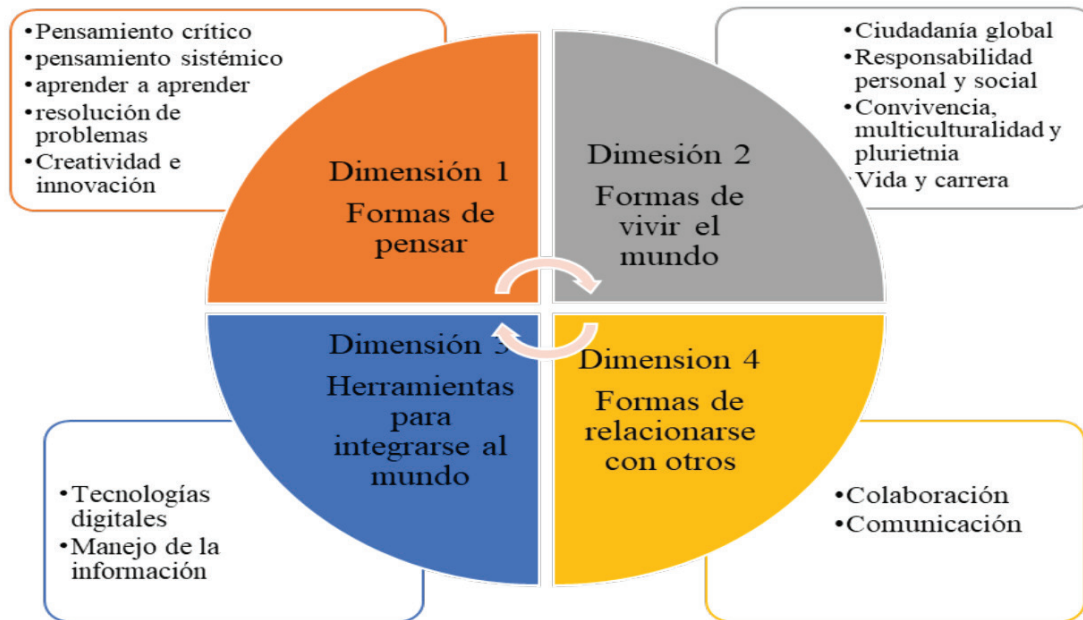 •Pensamiento crítico
•pensamiento sistémico
•aprender a aprender
•resolución de
problemas
•Creatividad e
innovación
Dimensión 1
Formas de
pensar
Dimesión 2
Formas de
vivir el
mundo
•Ciudadanía global
•Responsabilidad
personal y social
•Convivencia,
multiculturalidad y
plurietnia
•Vida y carrera
•Tecnologías
digitales
•Manejo de la
información
Dimensión 3
Herramientas
para
integrarse al
mundo
Dimension 4
Formas de
relacionarse
con otros
•Colaboración
•Comunicación